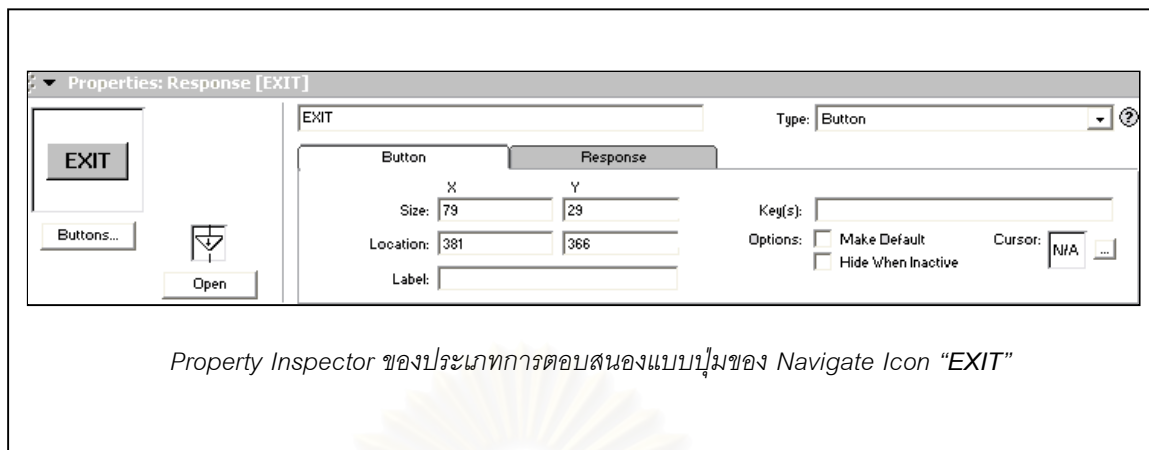 Properties: Response [EXIT]
EXIT
Type: Button
EXIT
Button Response
X Y
Size: 79 29
Key(s):
Buttons...
Location: 381 366
Options: Make Default
Cursor: N/A ...
Hide When Inactive
Open
Label:
Property Inspector ของประเภทการตอบสนองแบบปุ่มของ Navigate Icon “EXIT”